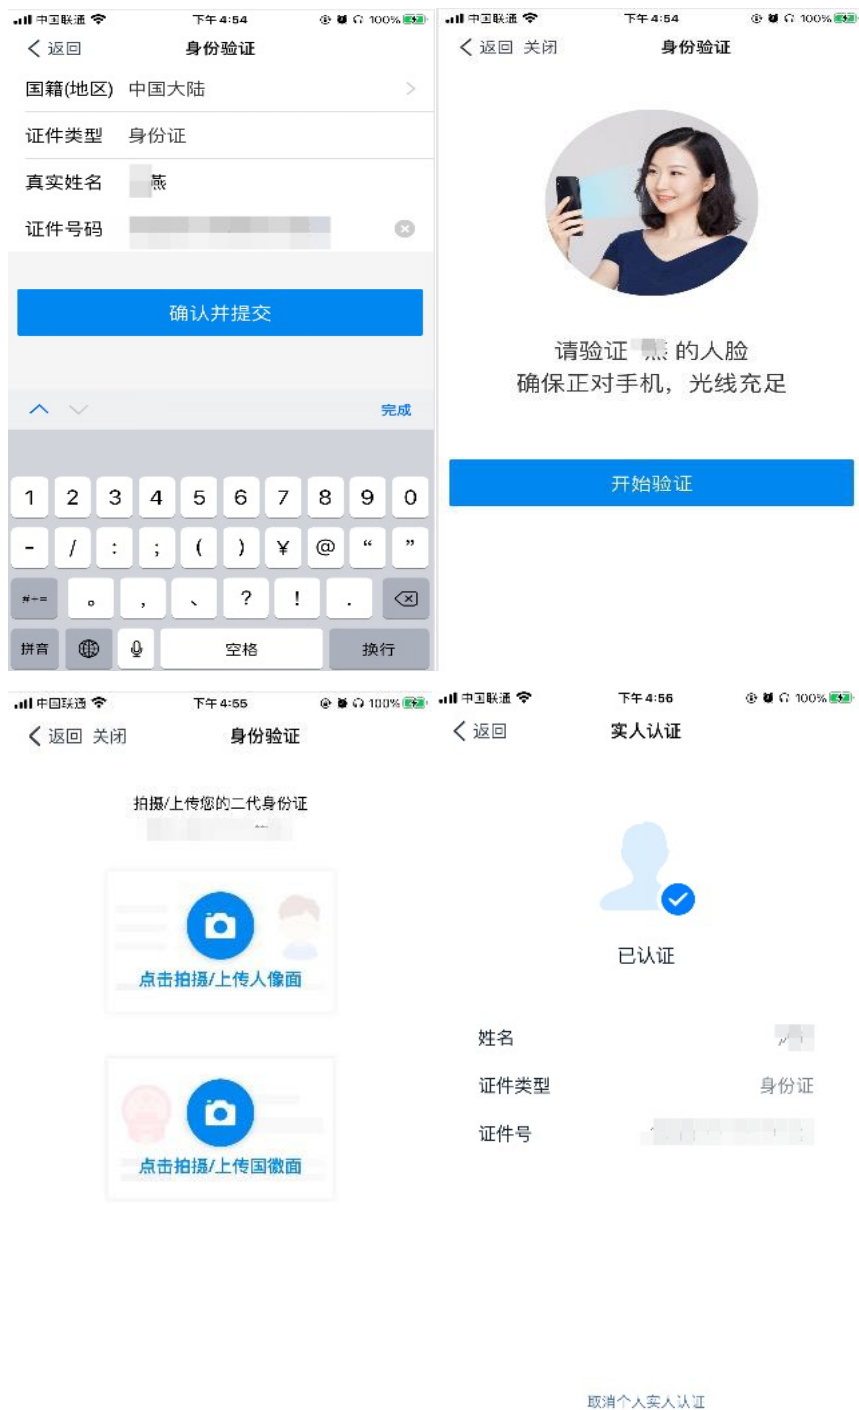 中国联通 下午4:54 100%
返回 身份验证
国籍(地区) 中国大陆
证件类型 身份证
真实姓名 燕
证件号码
确认并提交
完成
1 2 3 4 5 6 7 8 9 0
- / : ; ( ) ¥ @ “ ”
#+= 。 , 、 ? ! .
拼音 空格 换行
中国联通 下午4:54 100%
返回 关闭 身份验证
请验证 燕 的人脸
确保正对手机，光线充足
开始验证
中国联通 下午4:55 100%
返回 关闭 身份验证
拍摄/上传您的二代身份证
点击拍摄/上传人像面
点击拍摄/上传国徽面
中国联通 下午4:56 100%
返回 实人认证
已认证
姓名
证件类型 身份证
证件号
取消个人实人认证